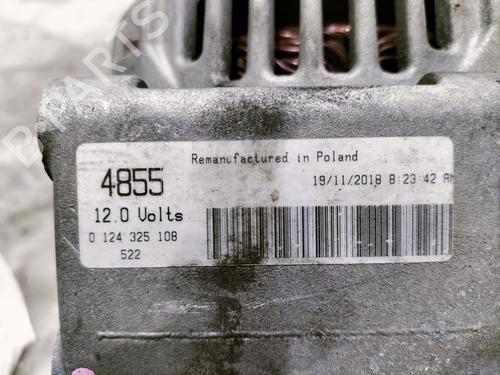 Remanufactured in Poland
4855
19/11/2018 8:23:42 AM
12.0 Volts
0 124 325 108
522